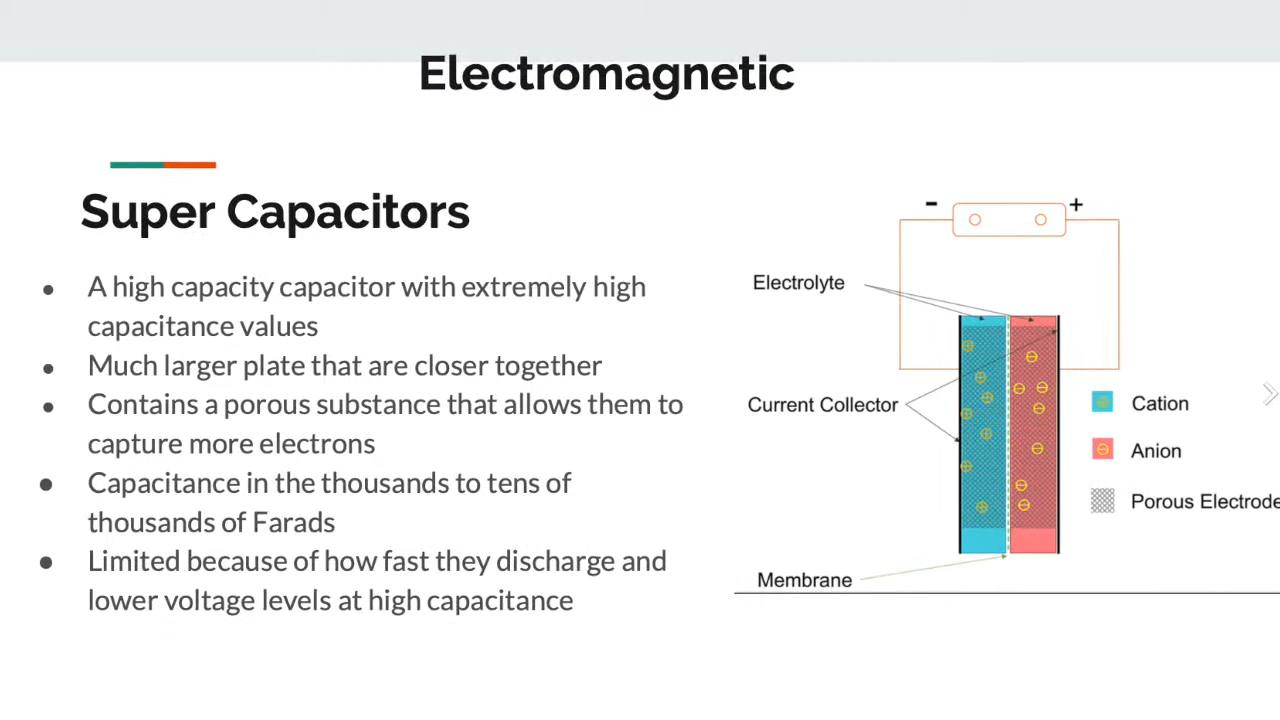 Electromagnetic
Super Capacitors
● A high capacity capacitor with extremely high
capacitance values
● Much larger plate that are closer together
● Contains a porous substance that allows them to
capture more electrons
● Capacitance in the thousands to tens of
thousands of Farads
● Limited because of how fast they discharge and
lower voltage levels at high capacitance
- +
Electrolyte
Current Collector
Membrane
Cation
Anion
Porous Electrode